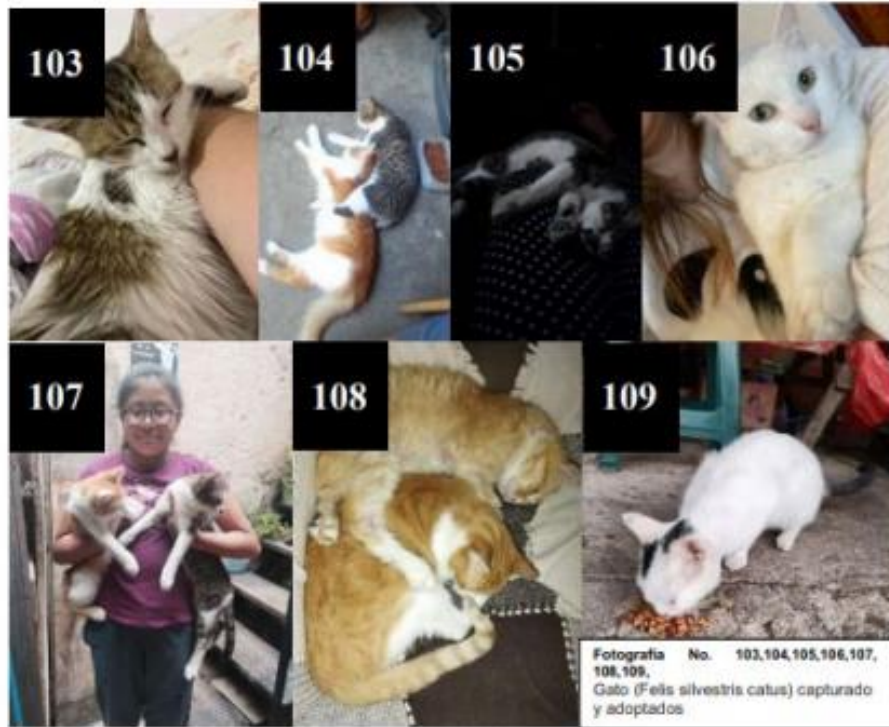 103
104
105
106
107
108
109
Fotografía No. 103,104,105,106,107,
108,109,
Gato (Felis silvestris catus) capturado
y adoptados